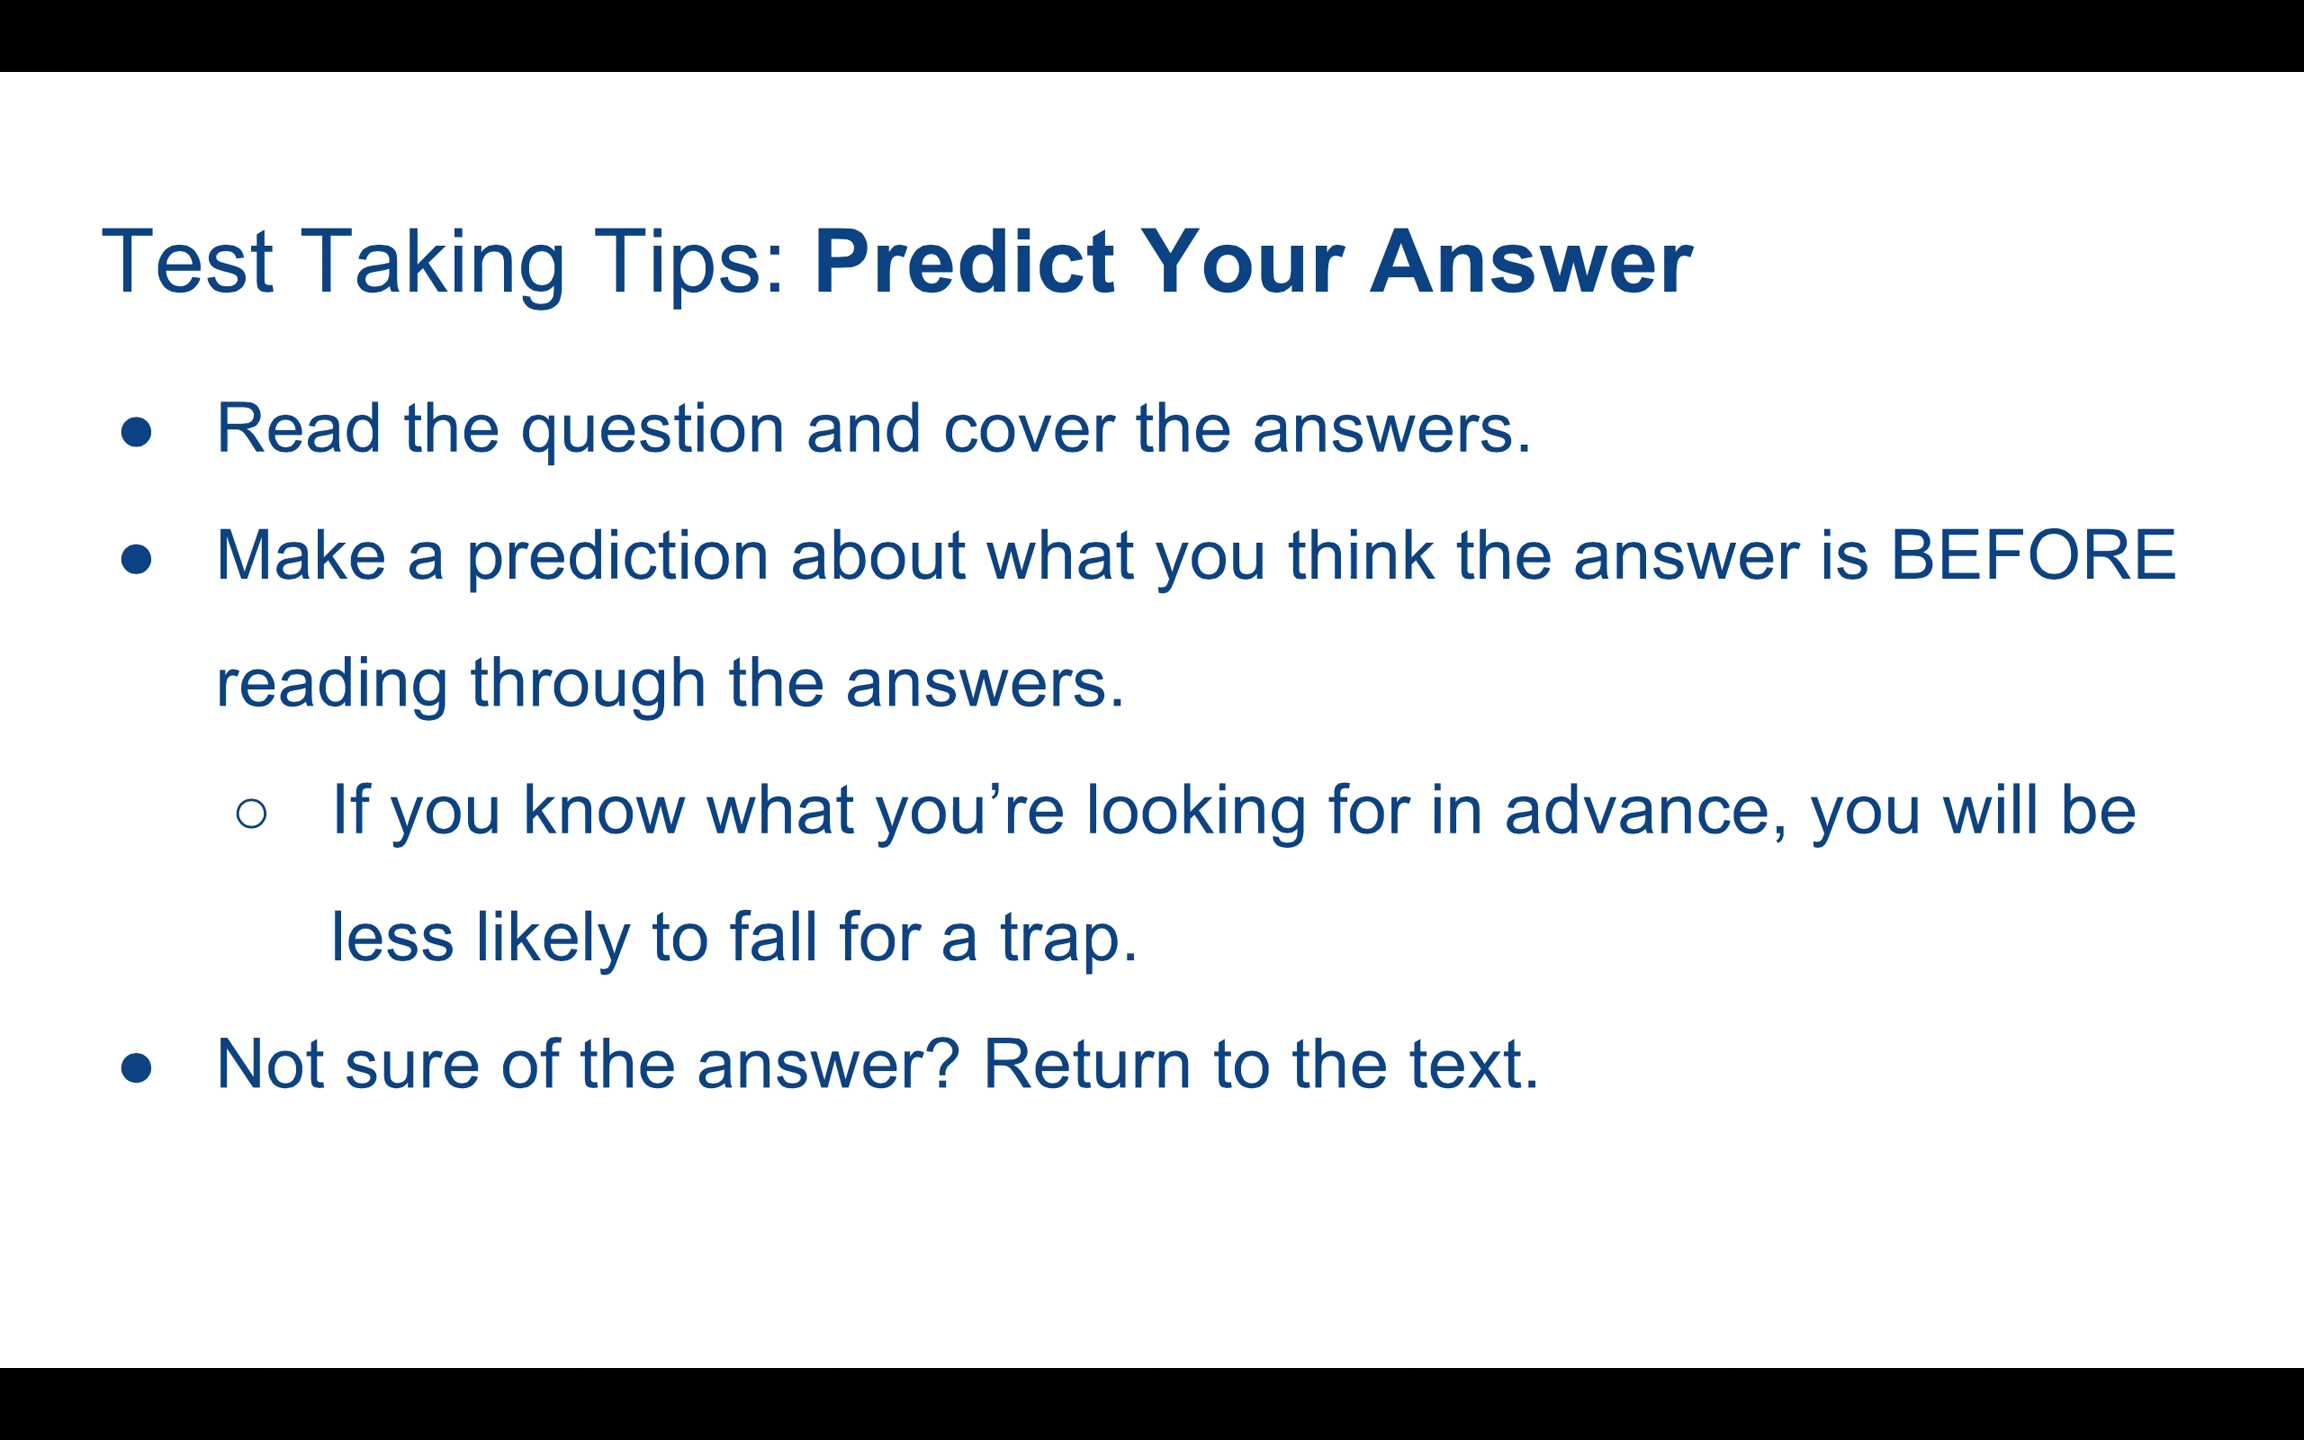 Test Taking Tips: Predict Your Answer
● Read the question and cover the answers.
● Make a prediction about what you think the answer is BEFORE
reading through the answers.
○ If you know what you’re looking for in advance, you will be
less likely to fall for a trap.
● Not sure of the answer? Return to the text.